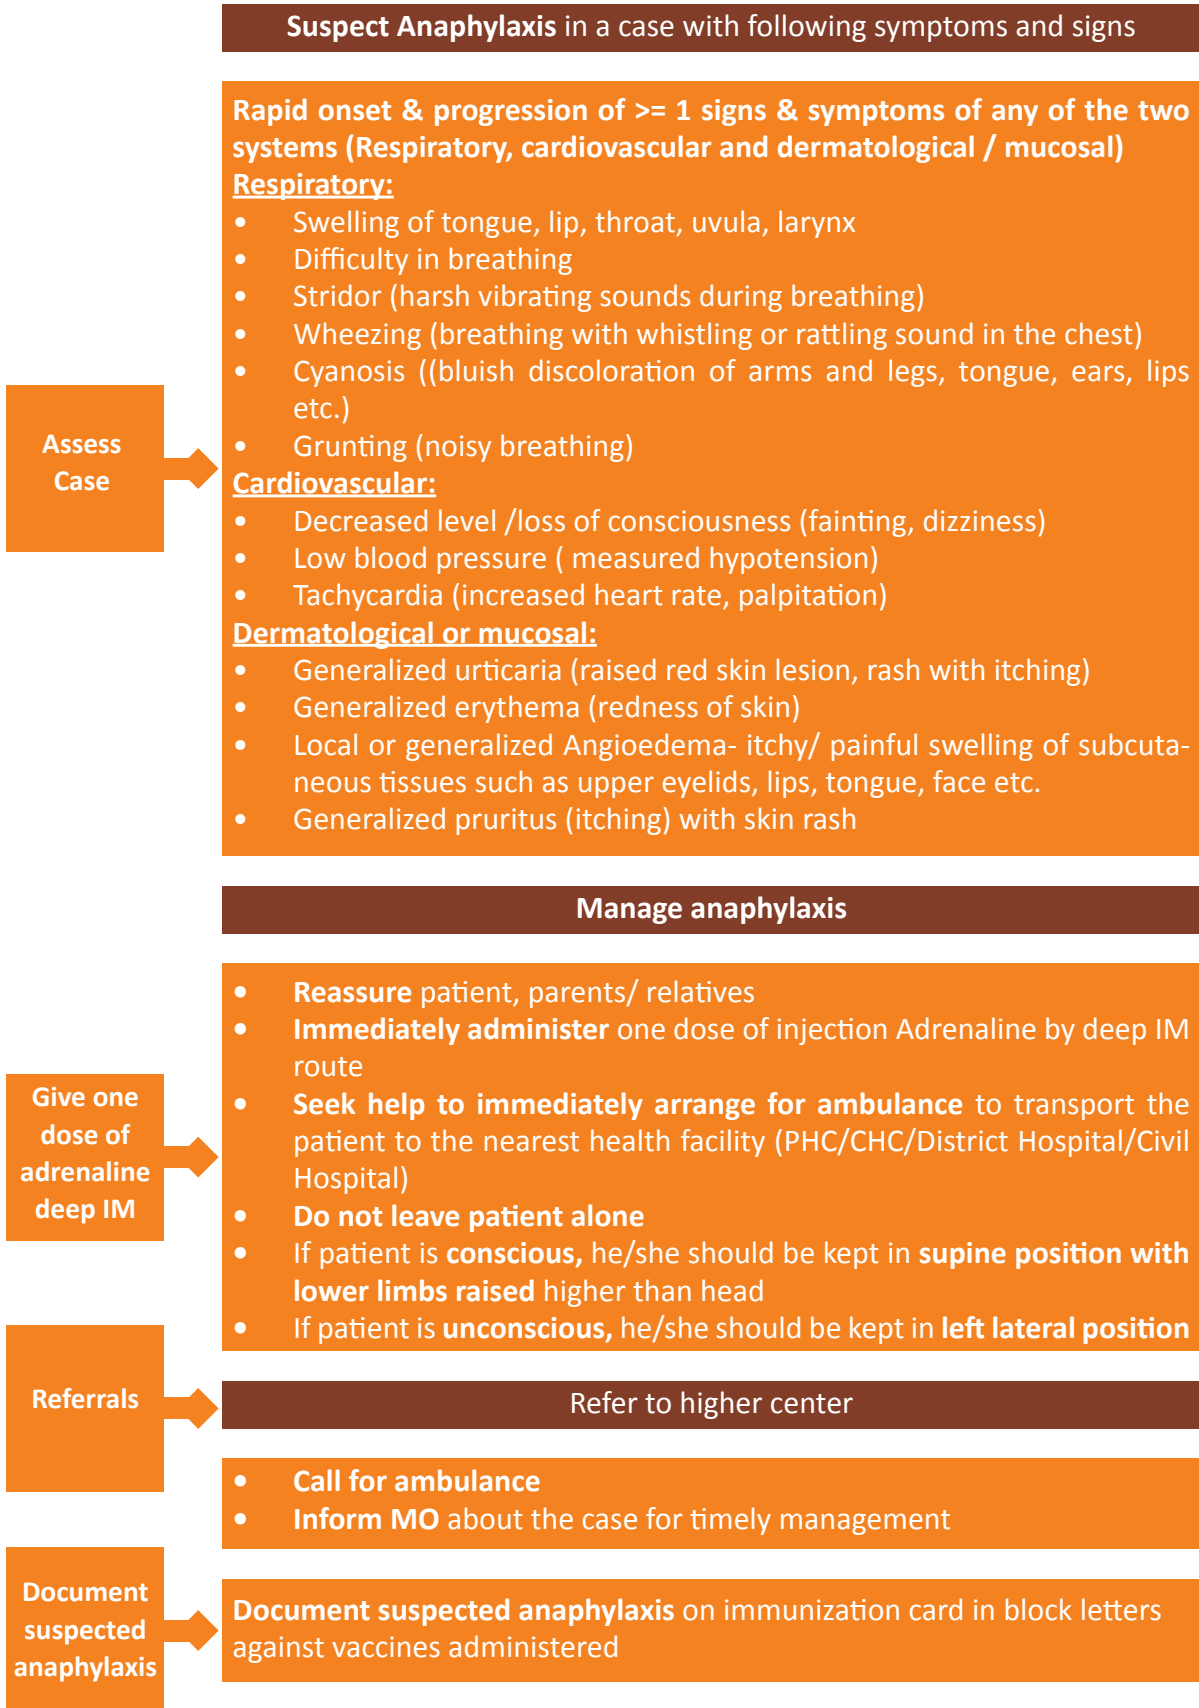 Suspect Anaphylaxis in a case with following symptoms and signs
Rapid onset & progression of >= 1 signs & symptoms of any of the two
systems (Respiratory, cardiovascular and dermatological / mucosal)
Respiratory:
• Swelling of tongue, lip, throat, uvula, larynx
• Difficulty in breathing
• Stridor (harsh vibrating sounds during breathing)
• Wheezing (breathing with whistling or rattling sound in the chest)
• Cyanosis ((bluish discoloration of arms and legs, tongue, ears, lips
etc.)
• Grunting (noisy breathing)
Cardiovascular:
• Decreased level /loss of consciousness (fainting, dizziness)
• Low blood pressure ( measured hypotension)
• Tachycardia (increased heart rate, palpitation)
Dermatological or mucosal:
• Generalized urticaria (raised red skin lesion, rash with itching)
• Generalized erythema (redness of skin)
• Local or generalized Angioedema- itchy/ painful swelling of subcuta-
neous tissues such as upper eyelids, lips, tongue, face etc.
• Generalized pruritus (itching) with skin rash
Assess
Case
Manage anaphylaxis
• Reassure patient, parents/ relatives
• Immediately administer one dose of injection Adrenaline by deep IM
route
• Seek help to immediately arrange for ambulance to transport the
patient to the nearest health facility (PHC/CHC/District Hospital/Civil
Hospital)
• Do not leave patient alone
• If patient is conscious, he/she should be kept in supine position with
lower limbs raised higher than head
• If patient is unconscious, he/she should be kept in left lateral position
Give one
dose of
adrenaline
deep IM
Referrals
Refer to higher center
• Call for ambulance
• Inform MO about the case for timely management
Document
suspected
anaphylaxis
Document suspected anaphylaxis on immunization card in block letters
against vaccines administered